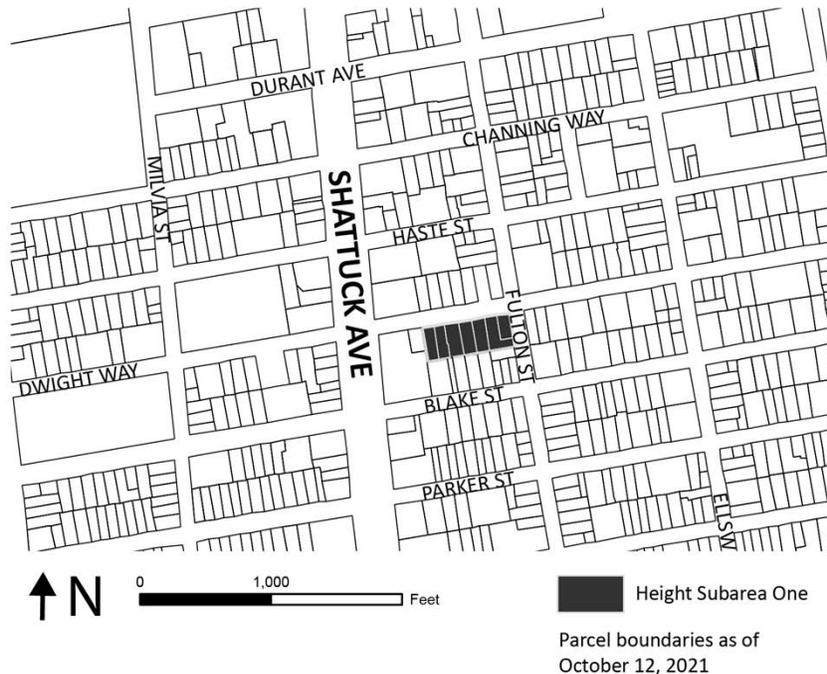 DURANT AVE
CHANNING WAY
MILVIA ST
SHATTUCK AVE
HASTE ST
FULTON ST
DWIGHT WAY
BLAKE ST
PARKER ST
ELLSW
N
0 1,000
Feet
Height Subarea One
Parcel boundaries as of
October 12, 2021